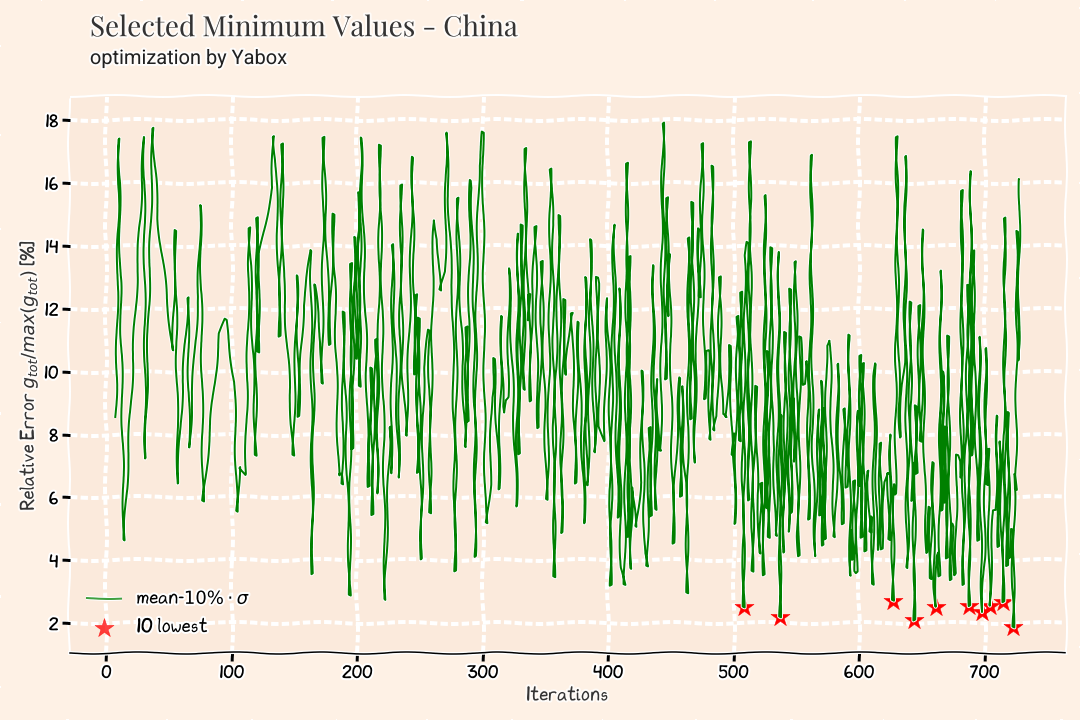 Selected Minimum Values - China
optimization by Yabox
Relative Error g_tot/max(g_tot) [%]
18
16
14
12
10
8
6
4
2
mean-10% · σ
10 lowest
0 100 200 300 400 500 600 700
Iterations